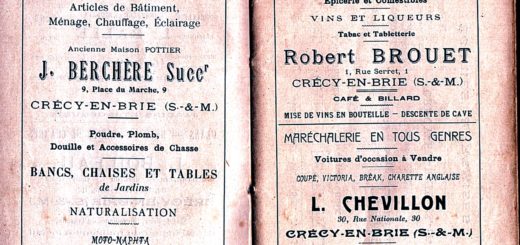 Articles de Bâtiment,
Ménage, Chauffage, Éclairage
Ancienne Maison POTTIER
J. BERCHÈRE Succr
9, Place du Marche, 9
CRÉCY-EN-BRIE (S.-&-M.)
Poudre, Plomb,
Douille et Accessoires de Chasse
BANCS, CHAISES ET TABLES
de Jardins
NATURALISATION
MOTO-NAPHTA
Épicerie et Comestibles
VINS ET LIQUEURS
Tabac et Tabletterie
Robert BROUET
1, Rue Serret, 1
CRÉCY-EN-BRIE (S.-&-M.)
CAFÉ & BILLARD
MISE DE VINS EN BOUTEILLE – DESCENTE DE CAVE
MARÉCHALERIE EN TOUS GENRES
Voitures d'occasion à Vendre
COUPÉ, VICTORIA, BREAK, CHARETTE ANGLAISE
L. CHEVILLON
30, Rue Nationale, 30
CRÉCY-EN-BRIE (S.-&-M.)